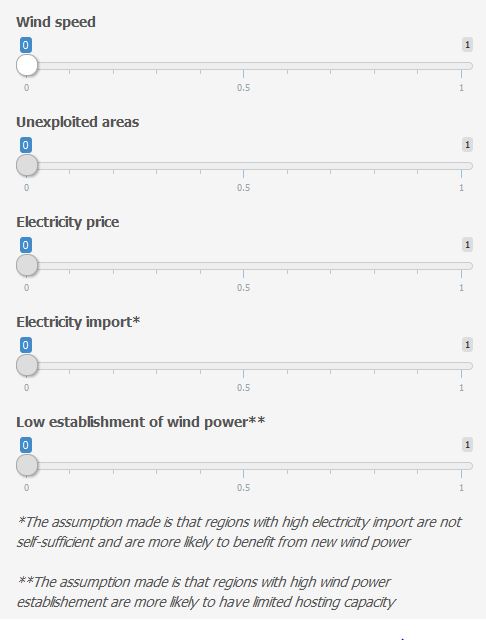 Wind speed
0 1
0 0.5 1
Unexploited areas
0 1
0 0.5 1
Electricity price
0 1
0 0.5 1
Electricity import*
0 1
0 0.5 1
Low establishment of wind power**
0 1
0 0.5 1
*The assumption made is that regions with high electricity import are not
self-sufficient and are more likely to benefit from new wind power
**The assumption made is that regions with high wind power
establishement are more likely to have limited hosting capacity